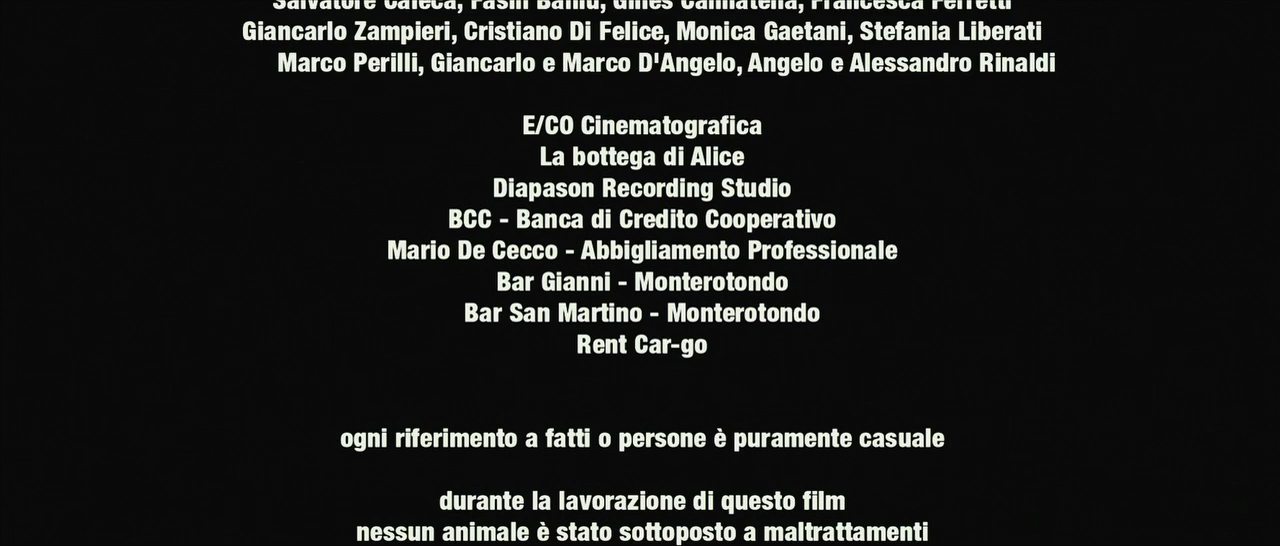 Salvatore Caleca, Pasin Bamu, Gilles Cannatella, Francesca Ferretti
Giancarlo Zampieri, Cristiano Di Felice, Monica Gaetani, Stefania Liberati
Marco Perilli, Giancarlo e Marco D'Angelo, Angelo e Alessandro Rinaldi
E/CO Cinematografica
La bottega di Alice
Diapason Recording Studio
BCC - Banca di Credito Cooperativo
Mario De Cecco - Abbigliamento Professionale
Bar Gianni - Monterotondo
Bar San Martino - Monterotondo
Rent Car-go
ogni riferimento a fatti o persone è puramente casuale
durante la lavorazione di questo film
nessun animale è stato sottoposto a maltrattamenti